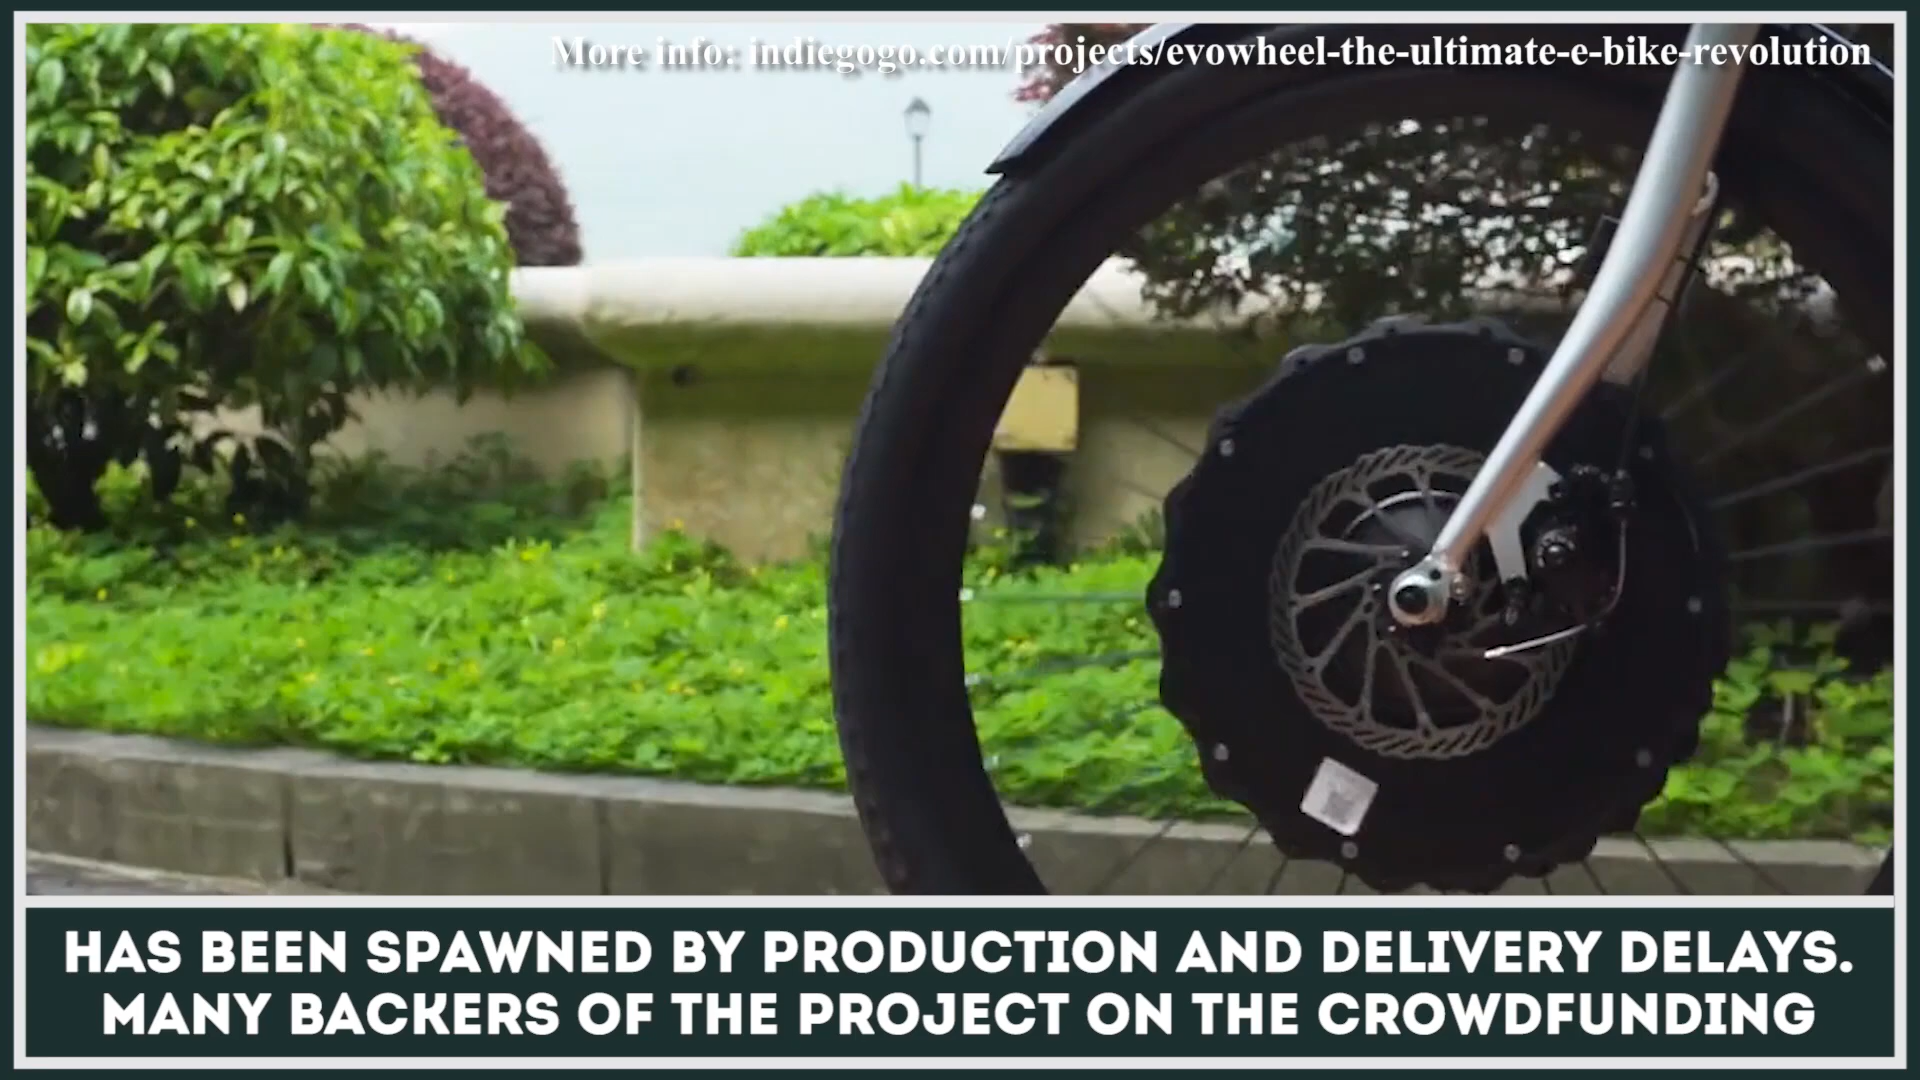 More info: indiegogo.com/projects/evowheel-the-ultimate-e-bike-revolution
HAS BEEN SPAWNED BY PRODUCTION AND DELIVERY DELAYS.
MANY BACKERS OF THE PROJECT ON THE CROWDFUNDING